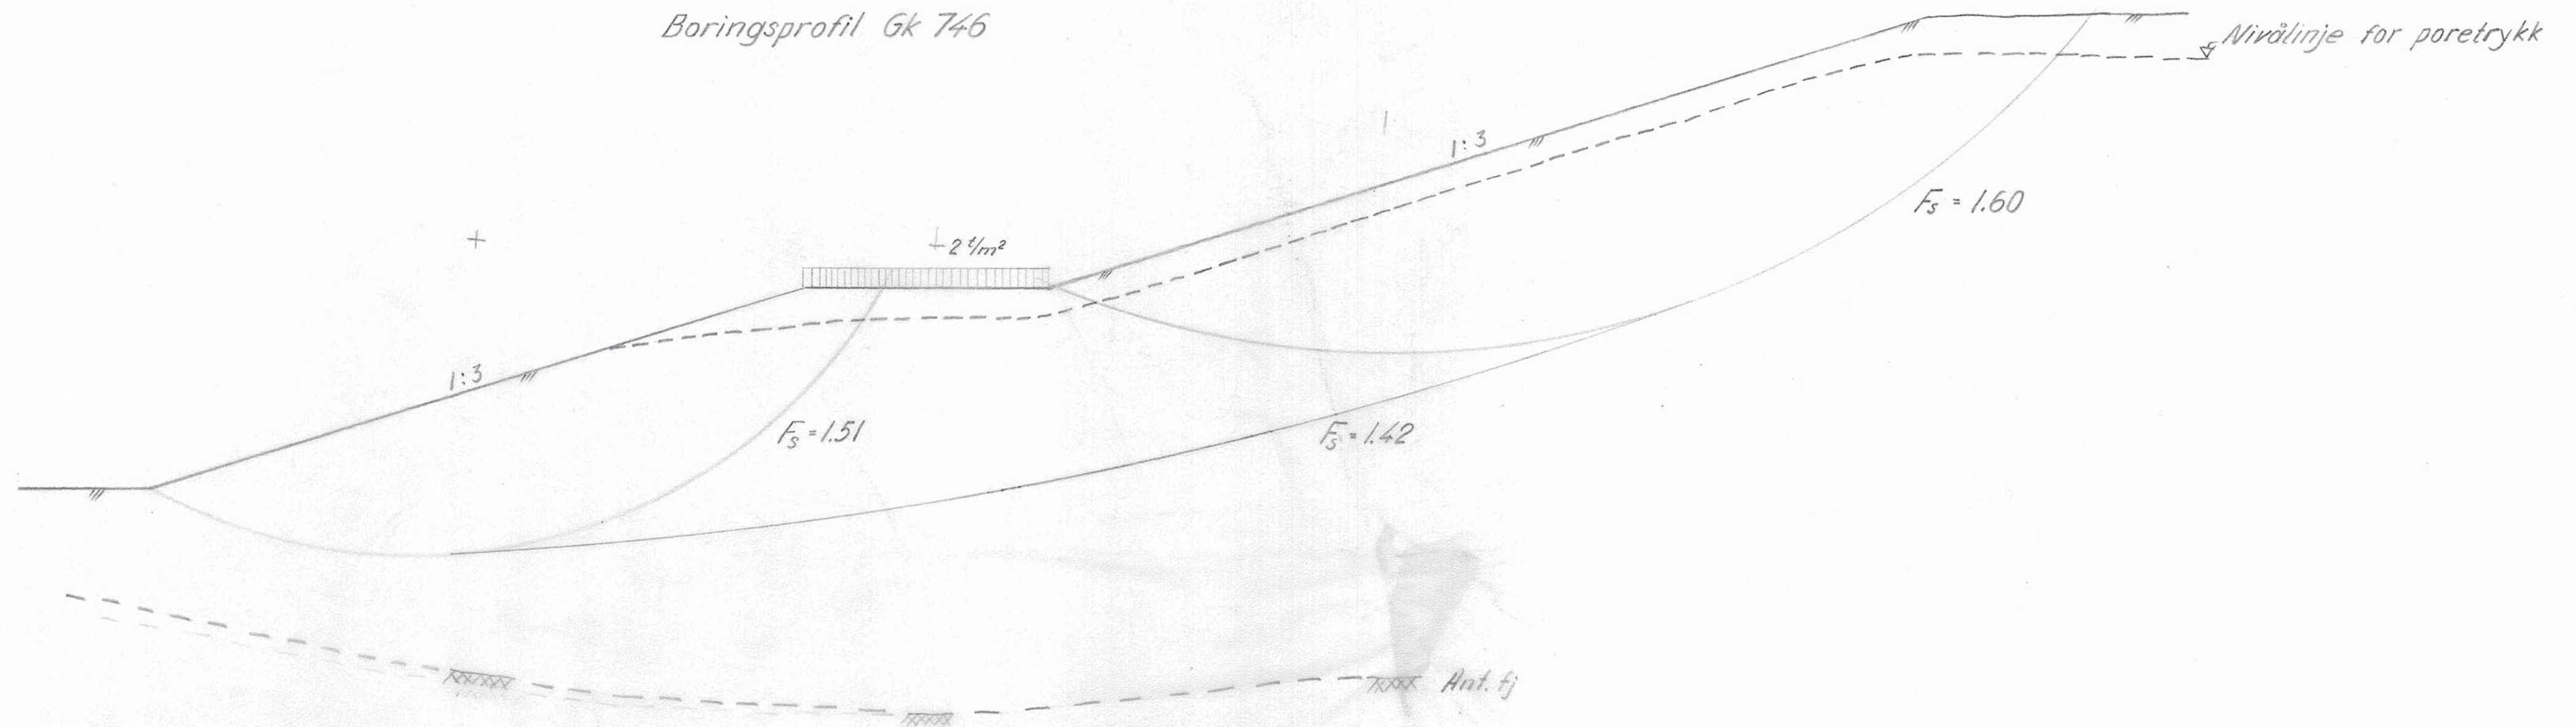 Boringsprofil Gk 746
Nivålinje for poretrykk
1:3
Fs = 1.60
2 t/m²
1:3
Fs = 1.51
Fs = 1.42
Ant. fj